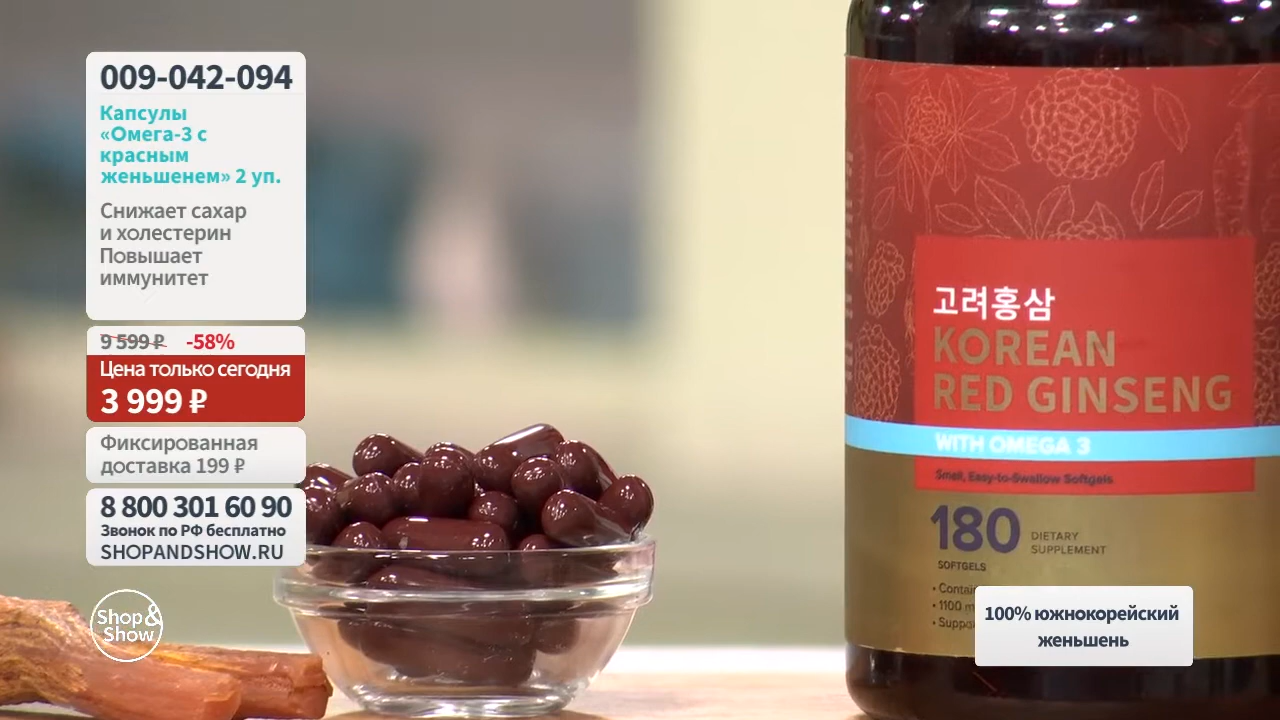 009-042-094
Капсулы
«Омега-3 с
красным
женьшенем» 2 уп.
Снижает сахар
и холестерин
Повышает
иммунитет
9 599 ₽ -58%
Цена только сегодня
3 999 ₽
Фиксированная
доставка 199 ₽
8 800 301 60 90
Звонок по РФ бесплатно
SHOPANDSHOW.RU
Shop&
Show
고려홍삼
KOREAN
RED GINSENG
WITH OMEGA 3
Small, Easy-to-Swallow Softgels
180 DIETARY
SUPPLEMENT
SOFTGELS
• 1100
100% южнокорейский
женьшень